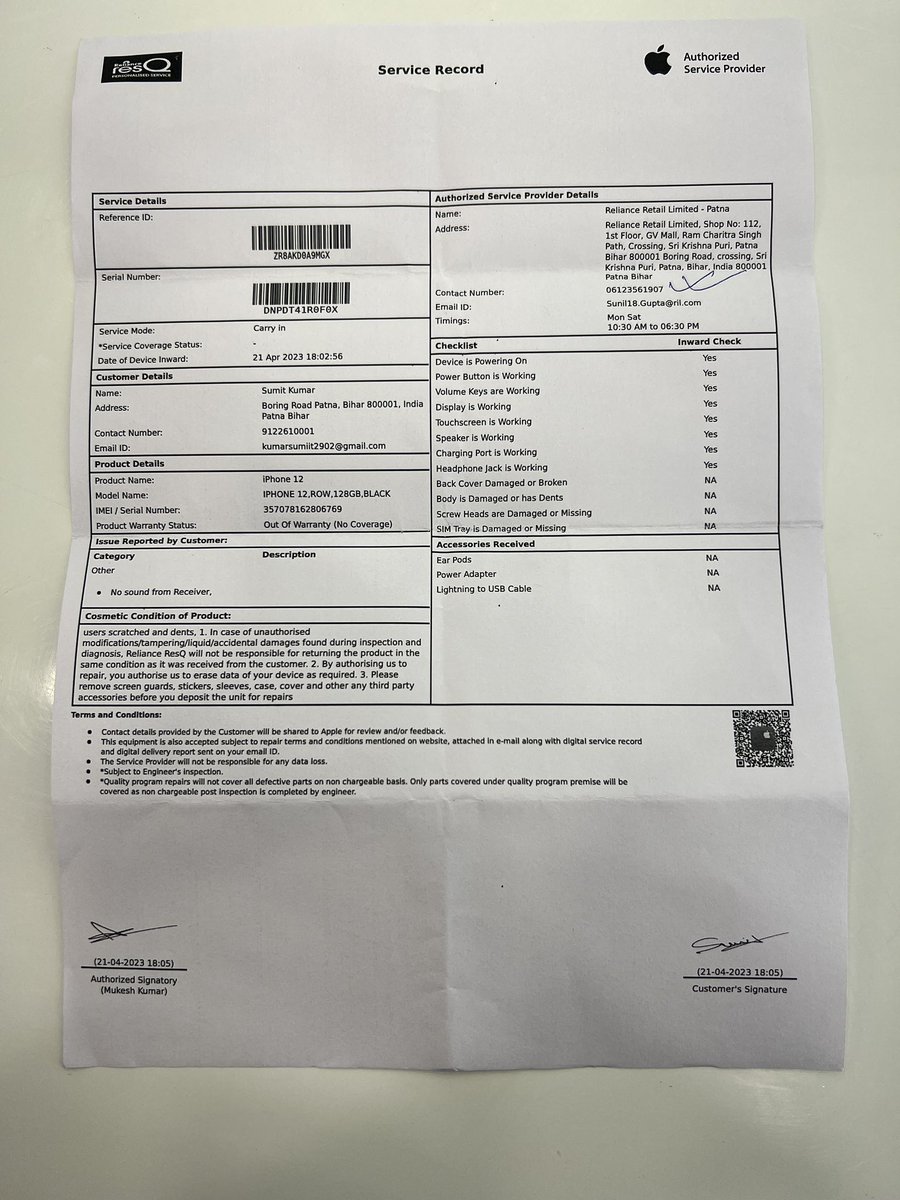 Reliance
resQ
PERSONALISED SERVICE
Service Record
Authorized
Service Provider
Service Details
Reference ID:
ZR8AKD0A9MGX
Serial Number:
DNPDT41R0F0X
Service Mode: Carry in
*Service Coverage Status: -
Date of Device Inward: 21 Apr 2023 18:02:56
Customer Details
Name: Sumit Kumar
Address: Boring Road Patna, Bihar 800001, India
Patna Bihar
Contact Number: 9122610001
Email ID: kumarsumiit2902@gmail.com
Product Details
Product Name: iPhone 12
Model Name: IPHONE 12,ROW,128GB,BLACK
IMEI / Serial Number: 357078162806769
Product Warranty Status: Out Of Warranty (No Coverage)
Issue Reported by Customer:
Category Description
Other
• No sound from Receiver,
Cosmetic Condition of Product:
users scratched and dents, 1. In case of unauthorised
modifications/tampering/liquid/accidental damages found during inspection and
diagnosis, Reliance ResQ will not be responsible for returning the product in the
same condition as it was received from the customer. 2. By authorising us to
repair, you authorise us to erase data of your device as required. 3. Please
remove screen guards, stickers, sleeves, case, cover and other any third party
accessories before you deposit the unit for repairs
Authorized Service Provider Details
Name: Reliance Retail Limited - Patna
Address: Reliance Retail Limited, Shop No: 112,
1st Floor, GV Mall, Ram Charitra Singh
Path, Crossing, Sri Krishna Puri, Patna
Bihar 800001 Boring Road, crossing, Sri
Krishna Puri, Patna, Bihar, India 800001
Patna Bihar
Contact Number: 06123561907
Email ID: Sunil18.Gupta@ril.com
Timings: Mon Sat
10:30 AM to 06:30 PM
Checklist Inward Check
Device is Powering On Yes
Power Button is Working Yes
Volume Keys are Working Yes
Display is Working Yes
Touchscreen is Working Yes
Speaker is Working Yes
Charging Port is Working Yes
Headphone Jack is Working Yes
Back Cover Damaged or Broken NA
Body is Damaged or has Dents NA
Screw Heads are Damaged or Missing NA
SIM Tray is Damaged or Missing NA
Accessories Received
Ear Pods NA
Power Adapter NA
Lightning to USB Cable NA
Terms and Conditions:
• Contact details provided by the Customer will be shared to Apple for review and/or feedback.
• This equipment is also accepted subject to repair terms and conditions mentioned on website, attached in e-mail along with digital service record
and digital delivery report sent on your email ID.
• The Service Provider will not be responsible for any data loss.
• *Subject to Engineer's inspection.
• *Quality program repairs will not cover all defective parts on non chargeable basis. Only parts covered under quality program premise will be
covered as non chargeable post inspection is completed by engineer.
(21-04-2023 18:05)
Authorized Signatory
(Mukesh Kumar)
(21-04-2023 18:05)
Customer's Signature